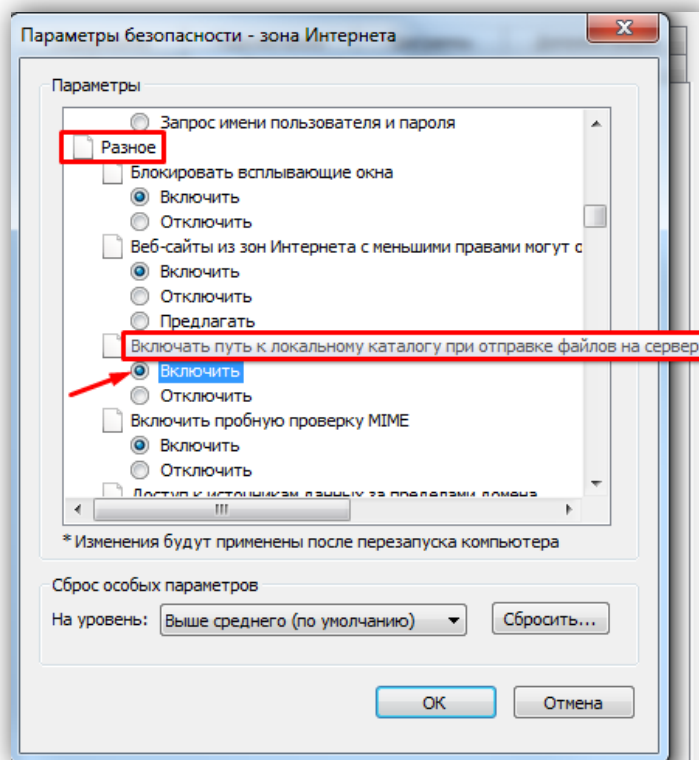 Параметры безопасности - зона Интернета
Параметры
Запрос имени пользователя и пароля
Разное
Блокировать всплывающие окна
Включить
Отключить
Веб-сайты из зон Интернета с меньшими правами могут о
Включить
Отключить
Предлагать
Включать путь к локальному каталогу при отправке файлов на сервер
Включить
Отключить
Включить пробную проверку MIME
Включить
Отключить
Доступ к источникам данных за пределами домена
* Изменения будут применены после перезапуска компьютера
Сброс особых параметров
На уровень: Выше среднего (по умолчанию) Сбросить...
ОК Отмена